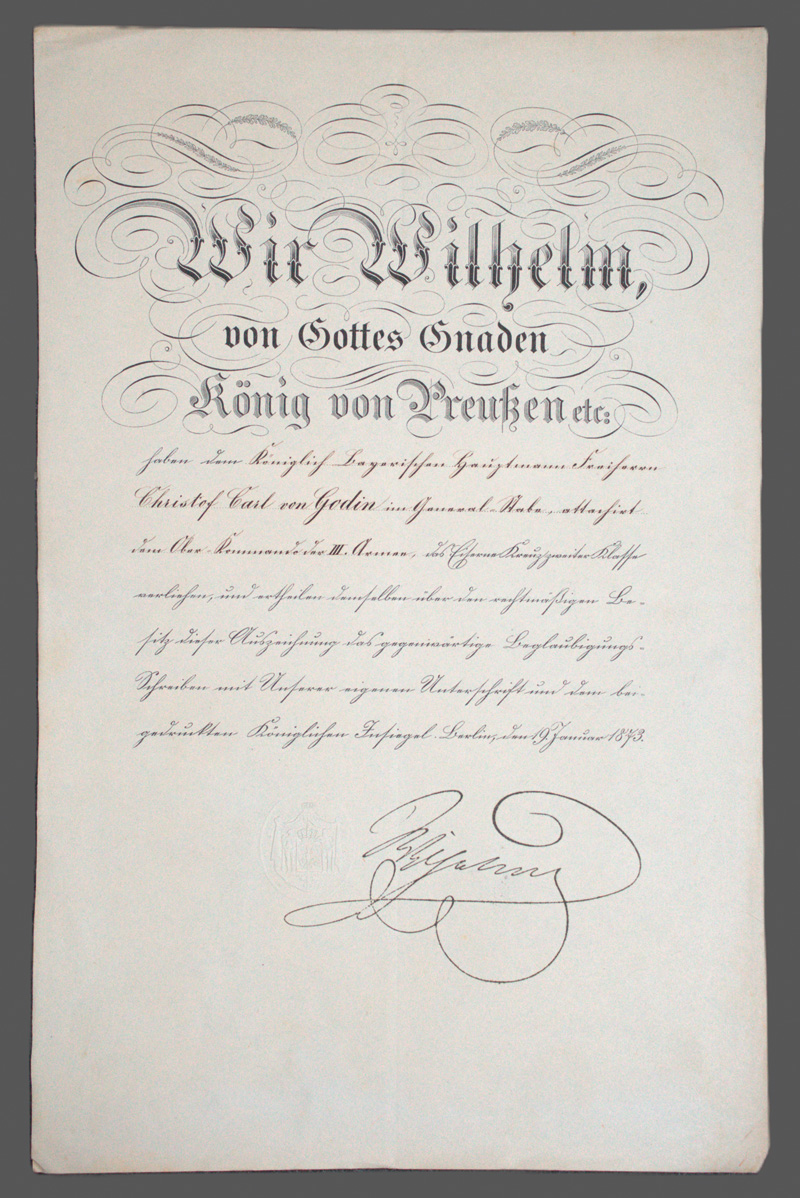 Wir Wilhelm,
von Gottes Gnaden
König von Preußen etc:
haben dem Königlich Bayerischen Hauptmann Freiherrn
Christof Carl von Godin im General-Stabe, attachirt
dem Ober-Kommando der III. Armee, das Eiserne Kreuz zweiter Klasse
verliehen, und ertheilen demselben über den rechtmäßigen Be-
sitz dieser Auszeichnung das gegenwärtige Beglaubigungs-
Schreiben mit Unserer eigenen Unterschrift und dem bei-
gedruckten Königlichen Insiegel. Berlin, den 19. Januar 1873.
Wilhelm